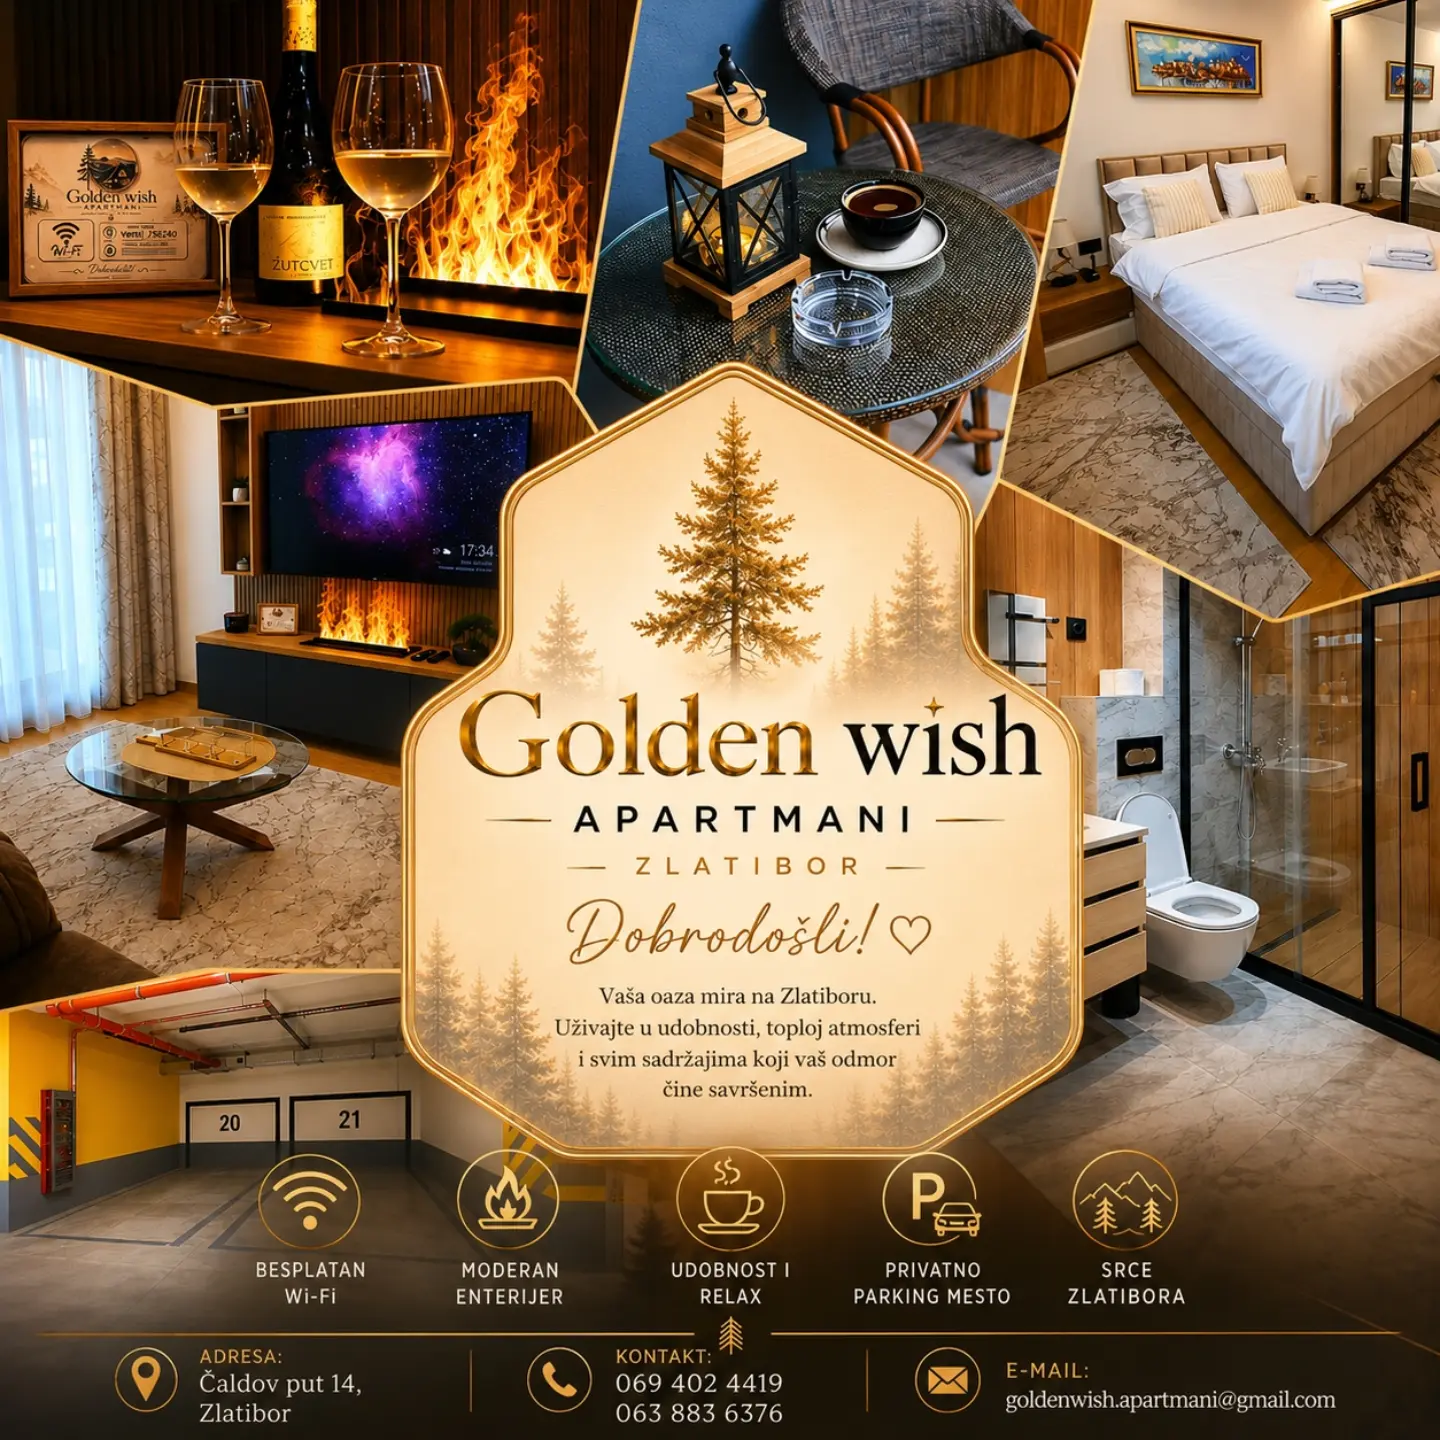 Golden wish
APARTMANI
Wi-Fi
Dobrodošli
ŽUTCVET
17:34
20
21
Golden wish
APARTMANI
ZLATIBOR
Dobrodošli!
Vaša oaza mira na Zlatiboru.
Uživajte u udobnosti, toploj atmosferi
i svim sadržajima koji vaš odmor
čine savršenim.
BESPLATAN
Wi-Fi
MODERAN
ENTERIJER
UDOBNOST I
RELAX
P
PRIVATNO
PARKING MESTO
SRCE
ZLATIBORA
ADRESA:
Čaldov put 14,
Zlatibor
KONTAKT:
069 402 4419
063 883 6376
E-MAIL:
goldenwish.apartmani@gmail.com